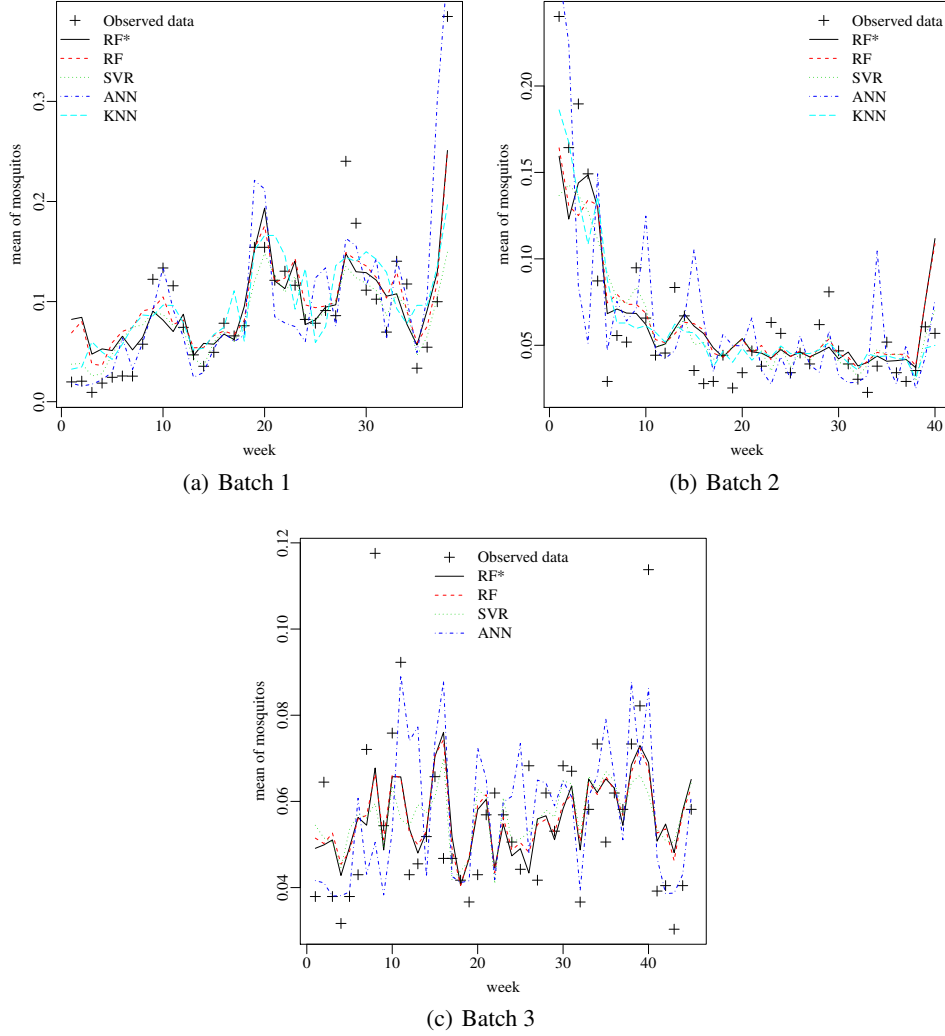 Observed data
RF*
RF
SVR
ANN
KNN
mean of mosquitos
0.0
0.1
0.2
0.3
0
10
20
30
week
(a) Batch 1
Observed data
RF*
RF
SVR
ANN
KNN
mean of mosquitos
0.05
0.10
0.15
0.20
0
10
20
30
40
week
(b) Batch 2
Observed data
RF*
RF
SVR
ANN
mean of mosquitos
0.04
0.06
0.08
0.10
0.12
0
10
20
30
40
week
(c) Batch 3